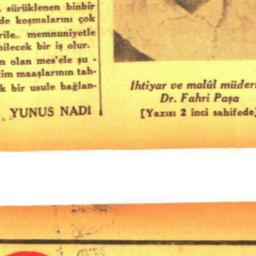 sürüklenen binbir
de koşmalarını çok
rile. memnuniyetle
bilecek bir iş olur.
n olan mes'ele şu -
im maaşlarının tah-
k bir usule bağlan-
YUNUS NADI
Ihtiyar ve malûl müder
Dr. Fahri Paşa
[Yazısı 2 inci sahifede]